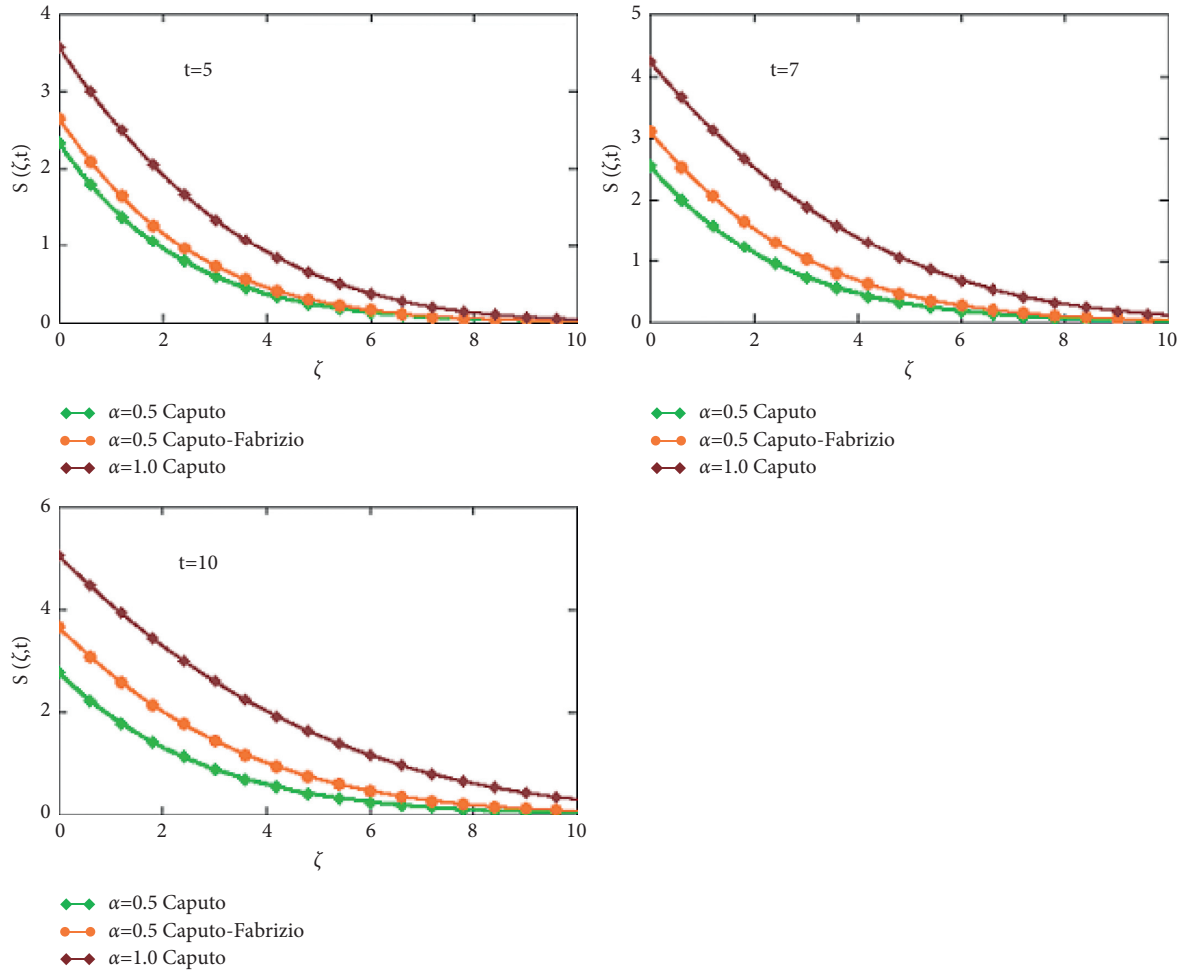 4
3
2
1
0
S (ζ,t)
t=5
0
2
4
6
8
10
ζ
α=0.5 Caputo
α=0.5 Caputo-Fabrizio
α=1.0 Caputo
5
4
3
2
1
0
S (ζ,t)
t=7
0
2
4
6
8
10
ζ
α=0.5 Caputo
α=0.5 Caputo-Fabrizio
α=1.0 Caputo
6
4
2
0
S (ζ,t)
t=10
0
2
4
6
8
10
ζ
α=0.5 Caputo
α=0.5 Caputo-Fabrizio
α=1.0 Caputo